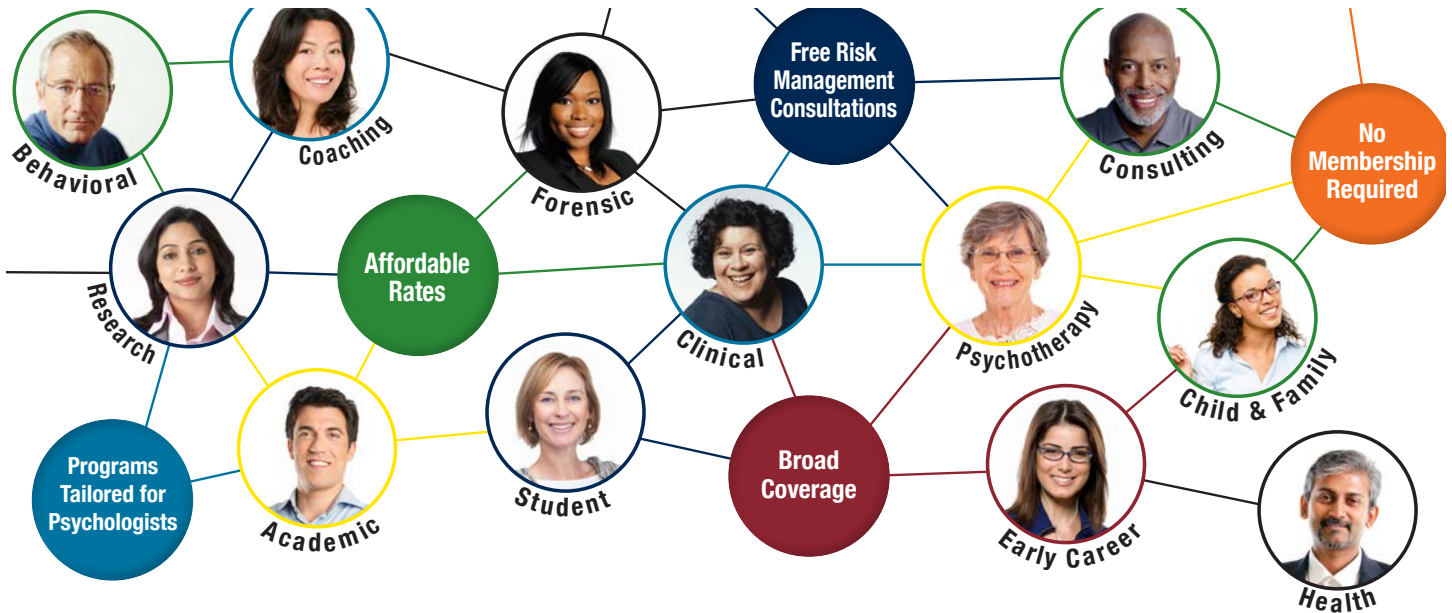 Free Risk
Management
Consultations
No
Membership
Required
Behavioral
Coaching
Forensic
Consulting
Affordable
Rates
Research
Clinical
Psychotherapy
Child & Family
Programs
Tailored for
Psychologists
Academic
Student
Broad
Coverage
Early Career
Health